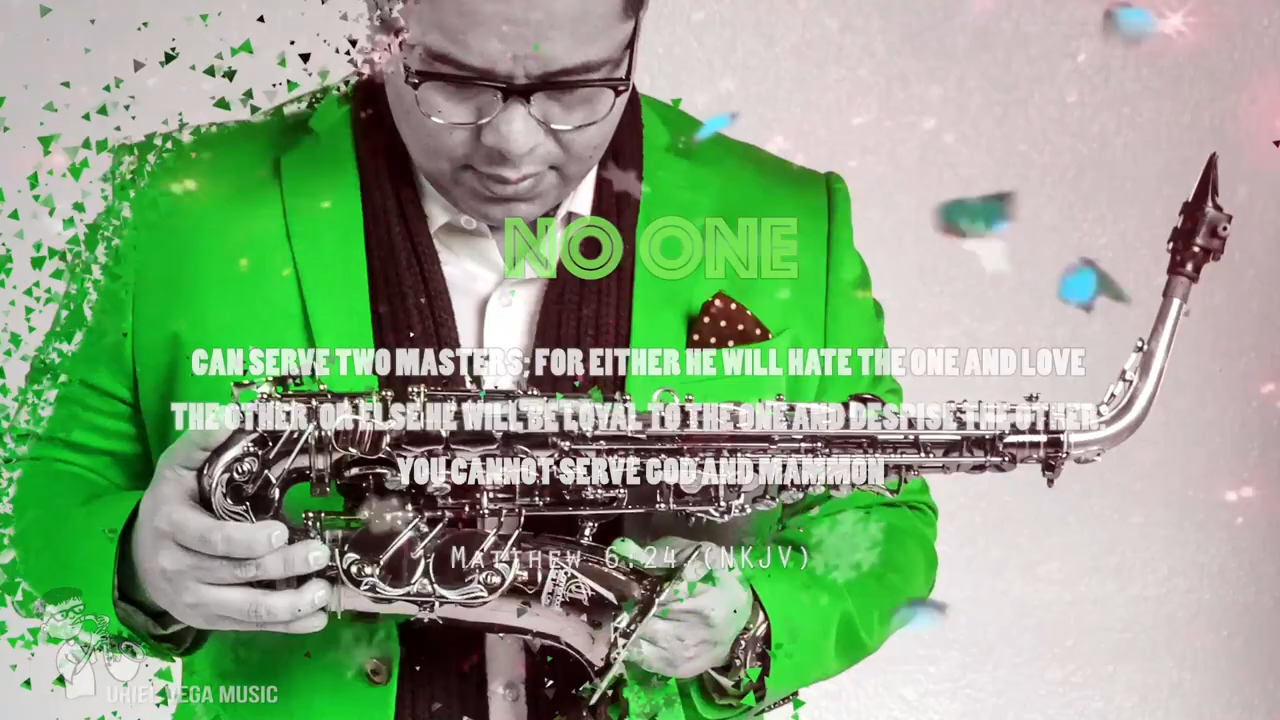 NO ONE
CAN SERVE TWO MASTERS; FOR EITHER HE WILL HATE THE ONE AND LOVE
THE OTHER, OR ELSE HE WILL BE LOYAL TO THE ONE AND DESPISE THE OTHER.
YOU CANNOT SERVE GOD AND MAMMON
Matthew 6:24 (NKJV)
URIEL VEGA MUSIC